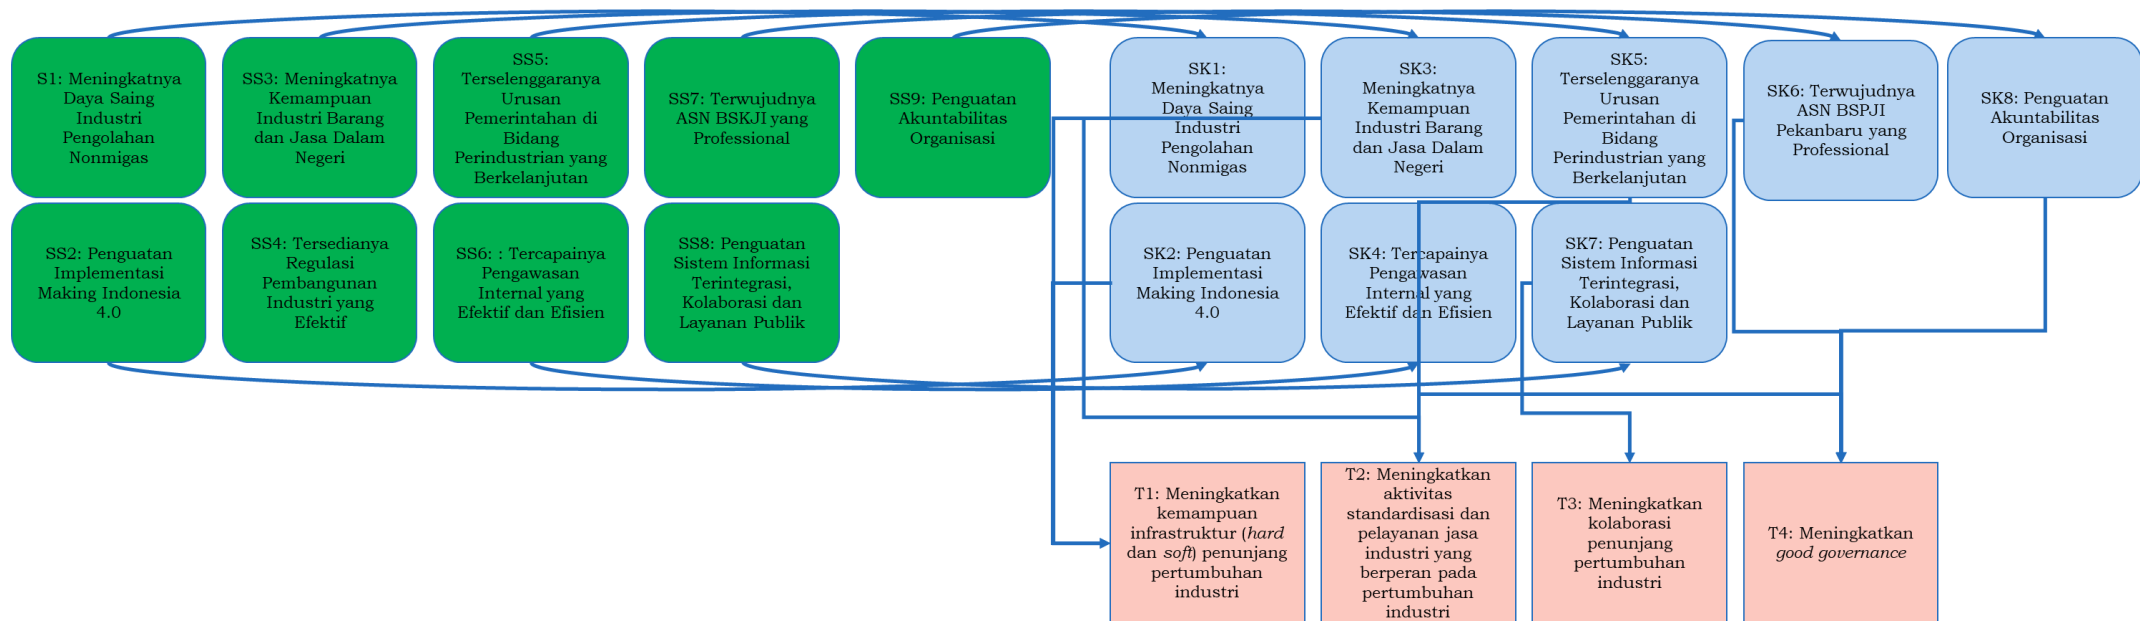 S1: Meningkatnya
Daya Saing
Industri
Pengolahan
Nonmigas
SS3: Meningkatnya
Kemampuan
Industri Barang
dan Jasa Dalam
Negeri
SS5:
Terselenggaranya
Urusan
Pemerintahan di
Bidang
Perindustrian yang
Berkelanjutan
SS7: Terwujudnya
ASN BSKJI yang
Professional
SS9: Penguatan
Akuntabilitas
Organisasi
SK1:
Meningkatnya
Daya Saing
Industri
Pengolahan
Nonmigas
SK3:
Meningkatnya
Kemampuan
Industri Barang
dan Jasa Dalam
Negeri
SK5:
Terselenggaranya
Urusan
Pemerintahan di
Bidang
Perindustrian yang
Berkelanjutan
SK6: Terwujudnya
ASN BSPJI
Pekanbaru yang
Professional
SK8: Penguatan
Akuntabilitas
Organisasi
SS2: Penguatan
Implementasi
Making Indonesia
4.0
SS4: Tersedianya
Regulasi
Pembangunan
Industri yang
Efektif
SS6: : Tercapainya
Pengawasan
Internal yang
Efektif dan Efisien
SS8: Penguatan
Sistem Informasi
Terintegrasi,
Kolaborasi dan
Layanan Publik
SK2: Penguatan
Implementasi
Making Indonesia
4.0
SK4: Tercapainya
Pengawasan
Internal yang
Efektif dan Efisien
SK7: Penguatan
Sistem Informasi
Terintegrasi,
Kolaborasi dan
Layanan Publik
T1: Meningkatkan
kemampuan
infrastruktur (hard
dan soft) penunjang
pertumbuhan
industri
T2: Meningkatkan
aktivitas
standardisasi dan
pelayanan jasa
industri yang
berperan pada
pertumbuhan
industri
T3: Meningkatkan
kolaborasi
penunjang
pertumbuhan
industri
T4: Meningkatkan
good governance